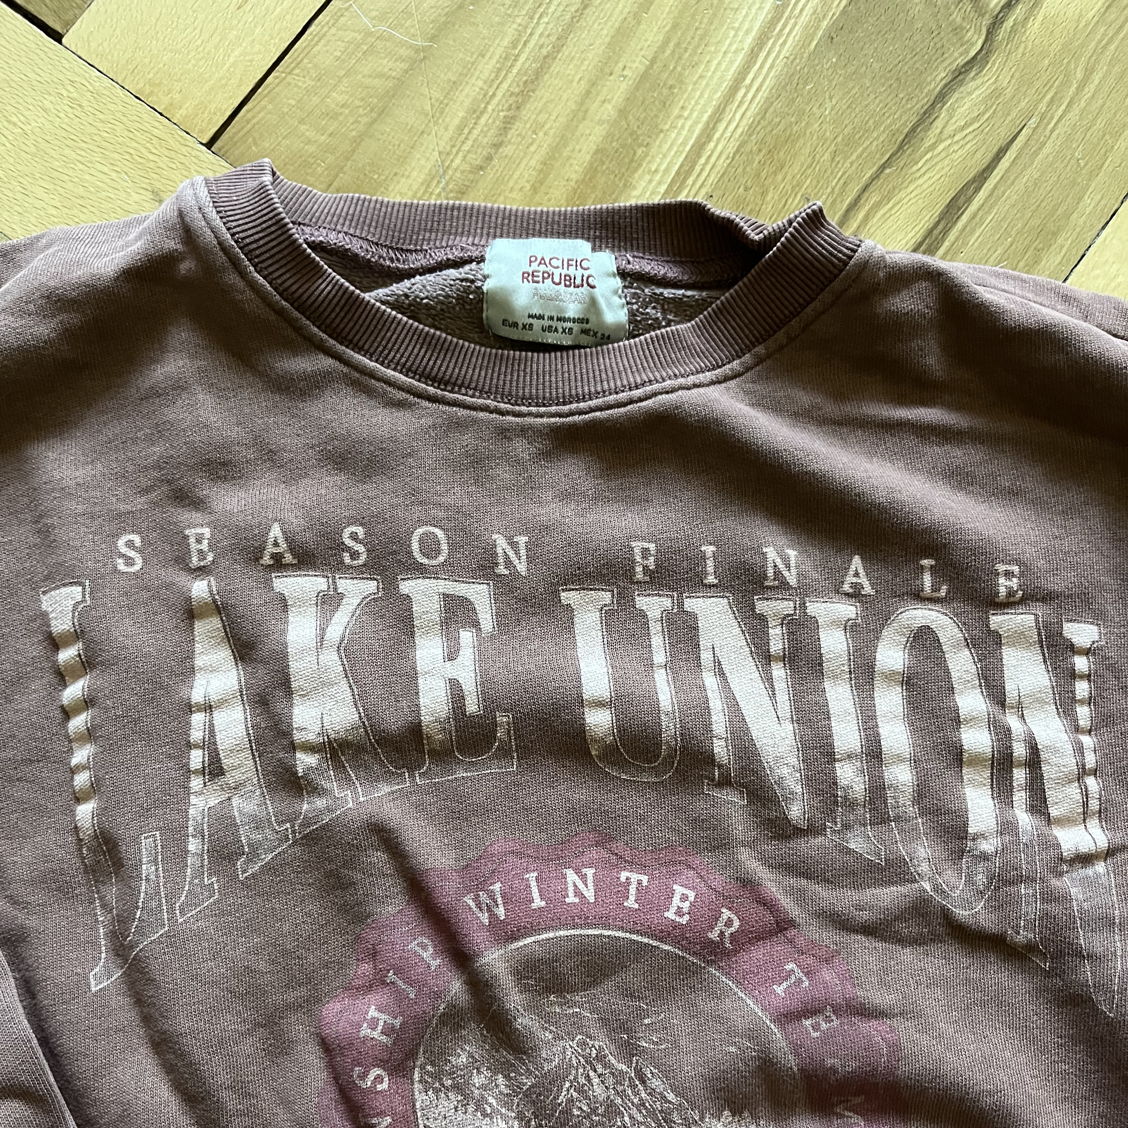 PACIFIC
REPUBLIC
MADE IN MOROCCO
EUR XS USA XS MEX 24
SEASON FINALE
LAKE UNION
WINTER